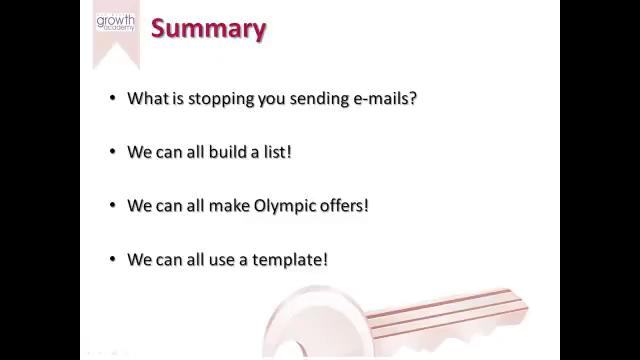 growth
academy
Summary
• What is stopping you sending e-mails?
• We can all build a list!
• We can all make Olympic offers!
• We can all use a template!